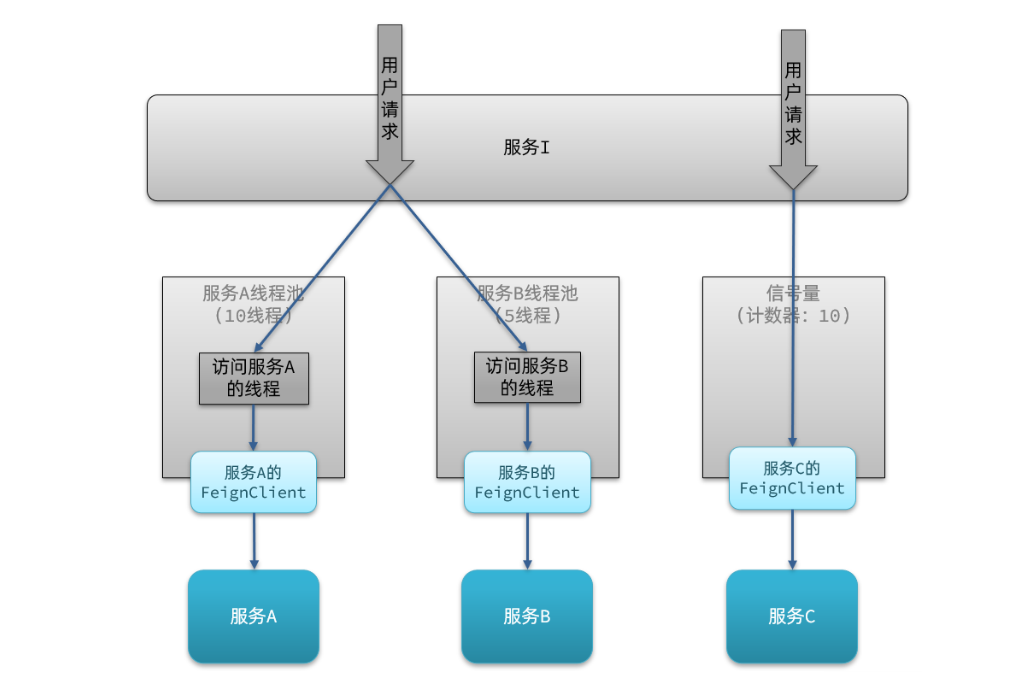 用户请求
用户请求
服务I
服务A线程池
(10线程)
服务B线程池
(5线程)
信号量
(计数器: 10)
访问服务A
的线程
访问服务B
的线程
服务A的
FeignClient
服务B的
FeignClient
服务C的
FeignClient
服务A
服务B
服务C